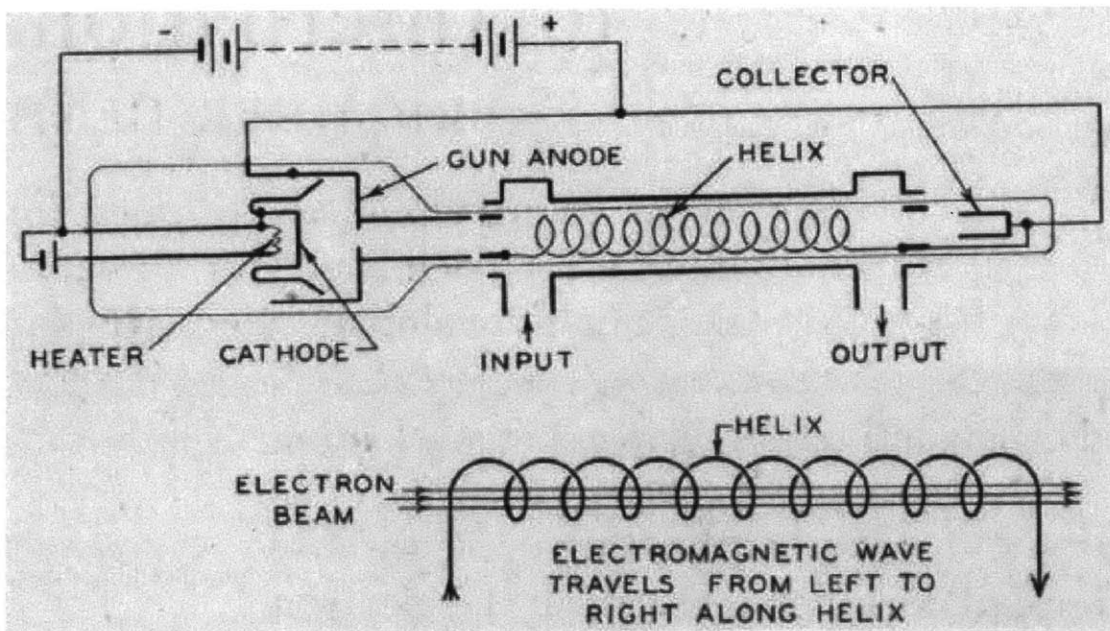 - +
COLLECTOR
GUN ANODE
HELIX
HEATER
CATHODE
INPUT
OUTPUT
HELIX
ELECTRON
BEAM
ELECTROMAGNETIC WAVE
TRAVELS FROM LEFT TO
RIGHT ALONG HELIX